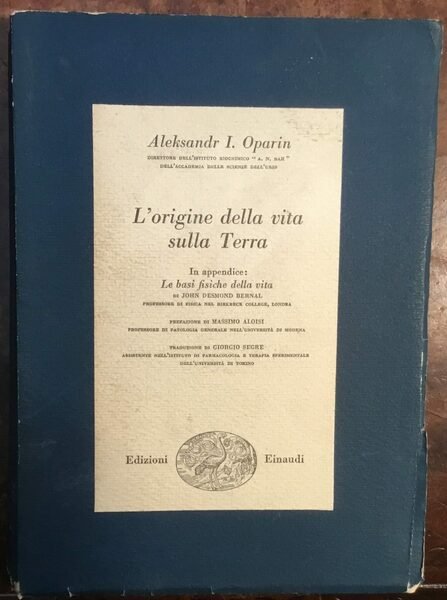 Aleksandr I. Oparin
DIRETTORE DELL'ISTITUTO BIOCHIMICO "A. N. BAH"
DELL'ACCADEMIA DELLE SCIENZE DELL'URSS
L'origine della vita
sulla Terra
In appendice:
Le basi fisiche della vita
DI JOHN DESMOND BERNAL
PROFESSORE DI FISICA NEL BIRKBECK COLLEGE, LONDRA
PREFAZIONE DI MASSIMO ALOISI
PROFESSORE DI PATOLOGIA GENERALE NELL'UNIVERSITÀ DI MODENA
TRADUZIONE DI GIORGIO SEGRE
ASSISTENTE NELL'ISTITUTO DI FARMACOLOGIA E TERAPIA SPERIMENTALE
DELL'UNIVERSITÀ DI TORINO
Edizioni Einaudi